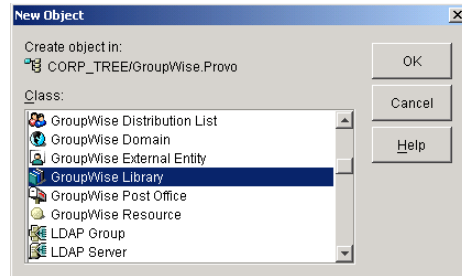 New Object
Create object in:
CORP_TREE/GroupWise.Provo
Class:
GroupWise Distribution List
GroupWise Domain
GroupWise External Entity
GroupWise Library
GroupWise Post Office
GroupWise Resource
LDAP Group
LDAP Server
OK
Cancel
Help